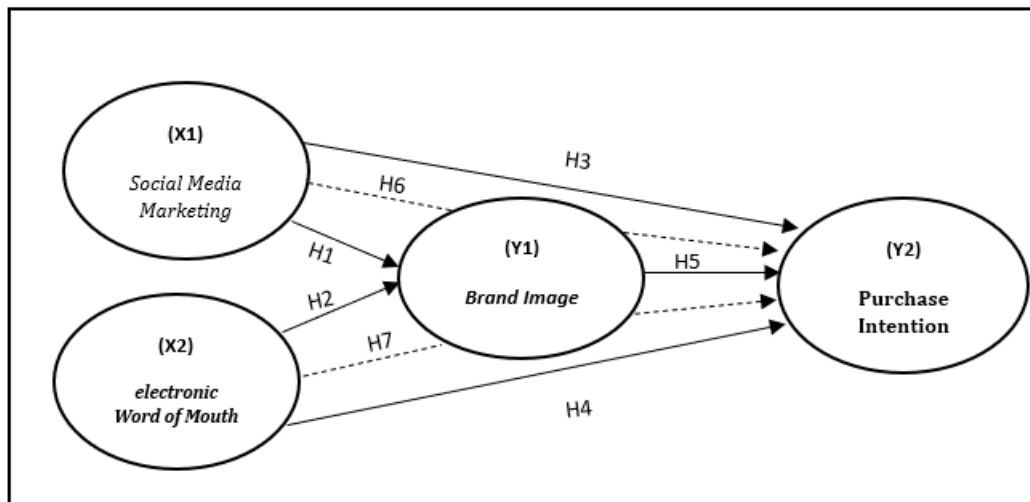 (X1)
Social Media
Marketing
H3
H6
H1
(Y1)
Brand Image
H5
(Y2)
Purchase
Intention
H2
H7
(X2)
electronic
Word of Mouth
H4